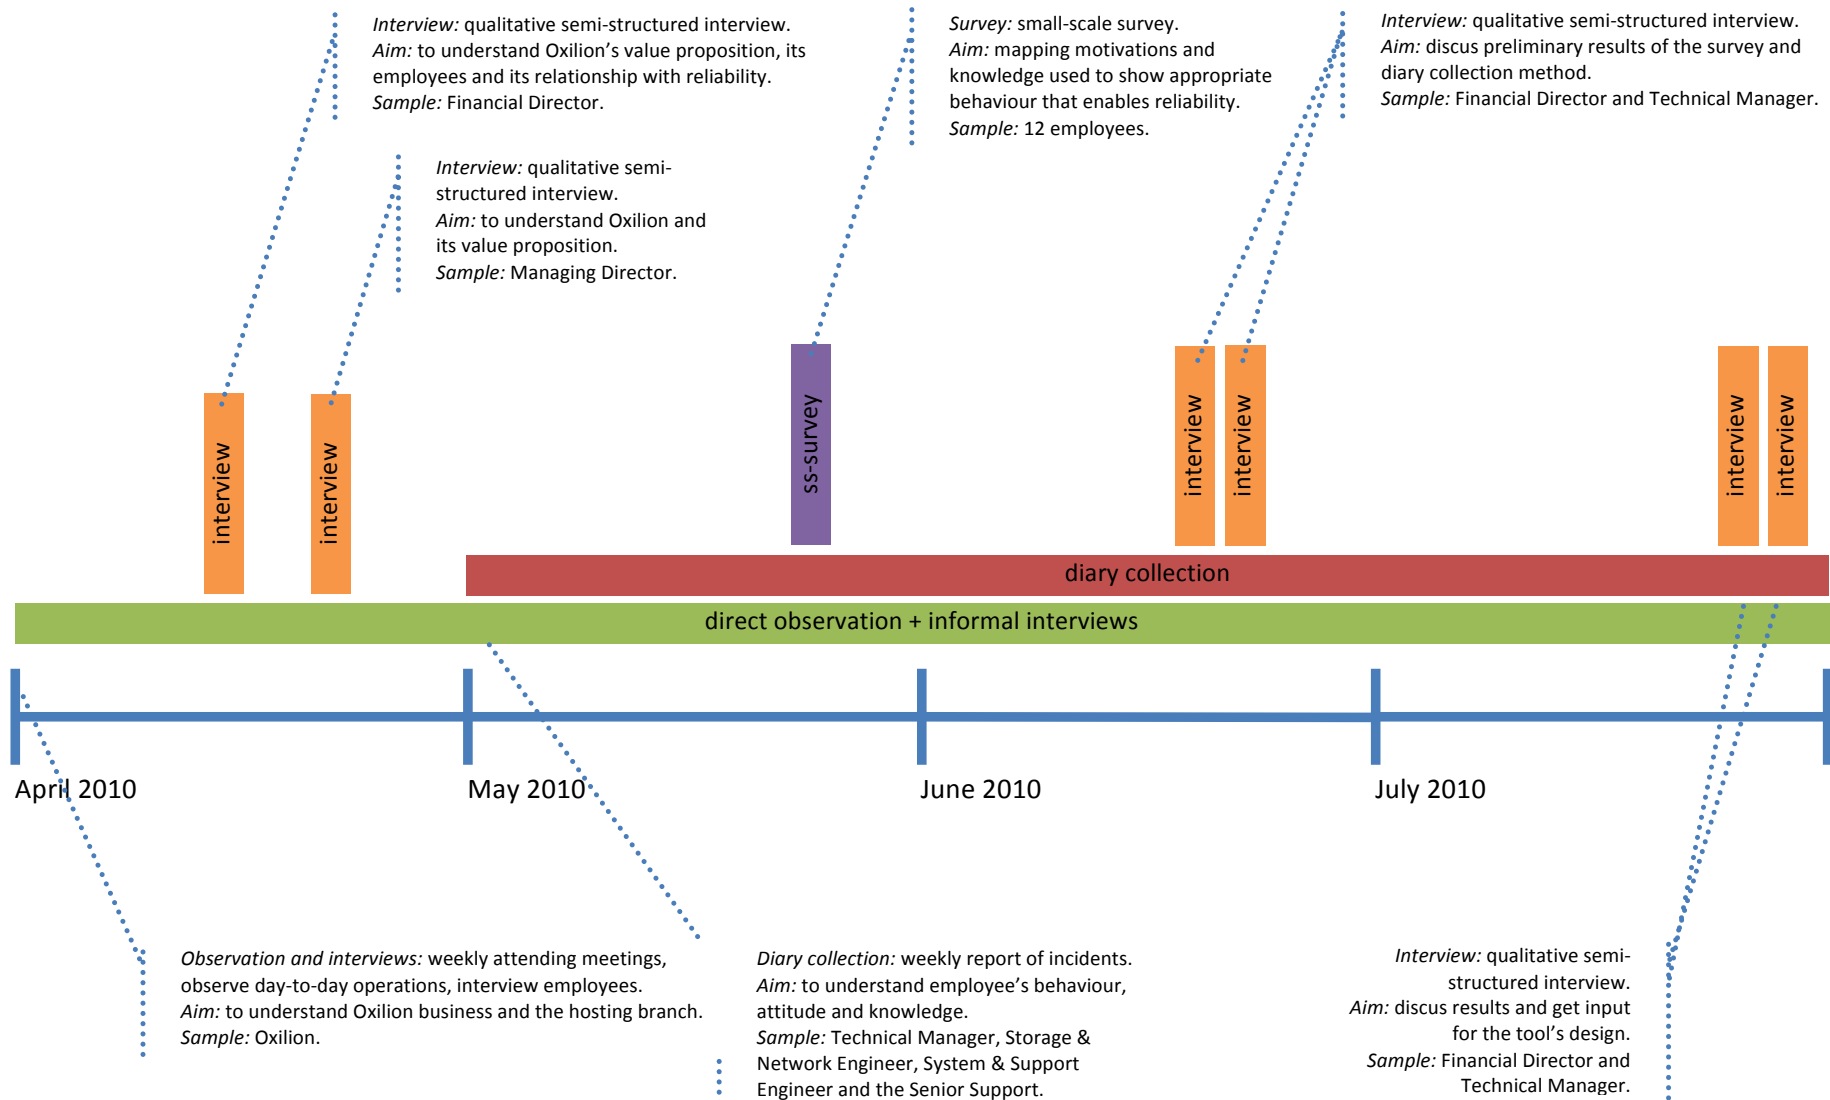 Interview: qualitative semi-structured interview.
Aim: to understand Oxilion's value proposition, its
employees and its relationship with reliability.
Sample: Financial Director.
Interview: qualitative semi-
structured interview.
Aim: to understand Oxilion and
its value proposition.
Sample: Managing Director.
Survey: small-scale survey.
Aim: mapping motivations and
knowledge used to show appropriate
behaviour that enables reliability.
Sample: 12 employees.
Interview: qualitative semi-structured interview.
Aim: discus preliminary results of the survey and
diary collection method.
Sample: Financial Director and Technical Manager.
interview
interview
ss-survey
interview
interview
interview
interview
diary collection
direct observation + informal interviews
April 2010
May 2010
June 2010
July 2010
Observation and interviews: weekly attending meetings,
observe day-to-day operations, interview employees.
Aim: to understand Oxilion business and the hosting branch.
Sample: Oxilion.
Diary collection: weekly report of incidents.
Aim: to understand employee's behaviour,
attitude and knowledge.
Sample: Technical Manager, Storage &
Network Engineer, System & Support
Engineer and the Senior Support.
Interview: qualitative semi-
structured interview.
Aim: discus results and get input
for the tool's design.
Sample: Financial Director and
Technical Manager.